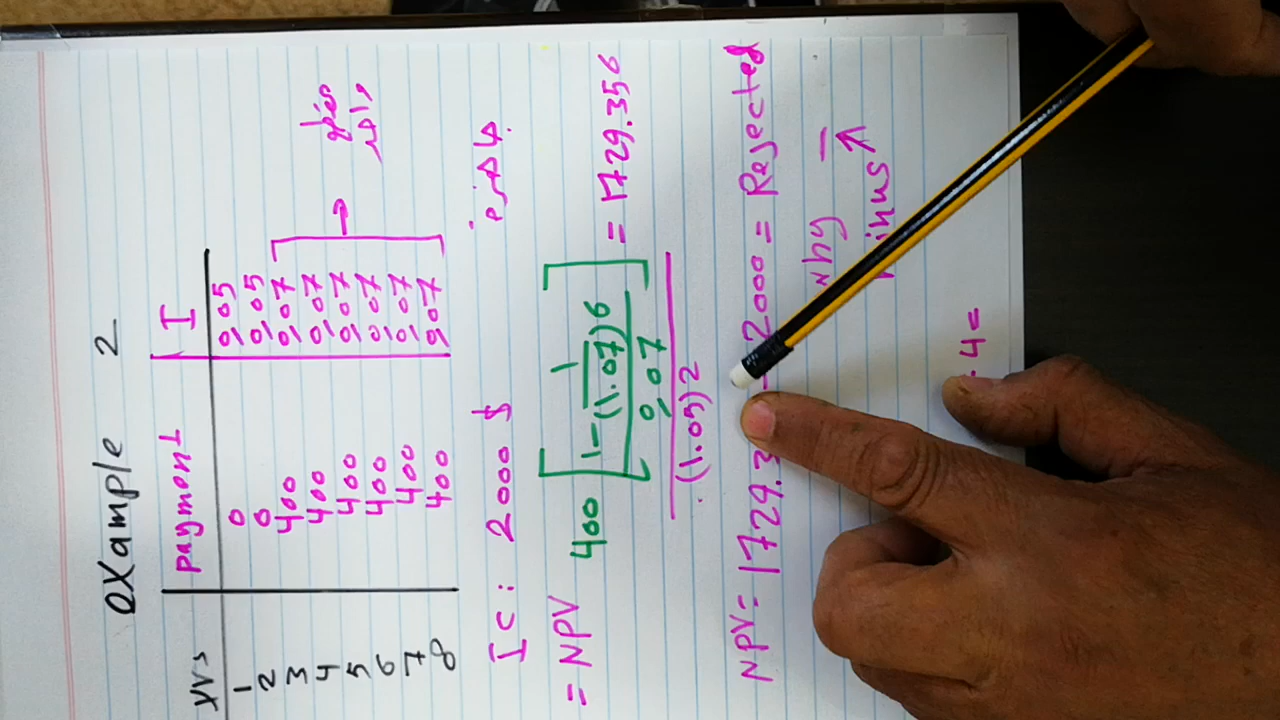 example 2
yrs payment I
1 0 0.05
2 0 0.05
3 400 0.07
4 400 0.07
5 400 0.07
6 400 0.07
7 400 0.07
8 400 0.07
→
Ic: 2000 $
= NPV 400 [ 1 - 1 / (1.07)6 / 0.07 ] / (1.05)2 = 1729.356
NPV= 1729.3 - 2000 = Rejected
why —
4 =